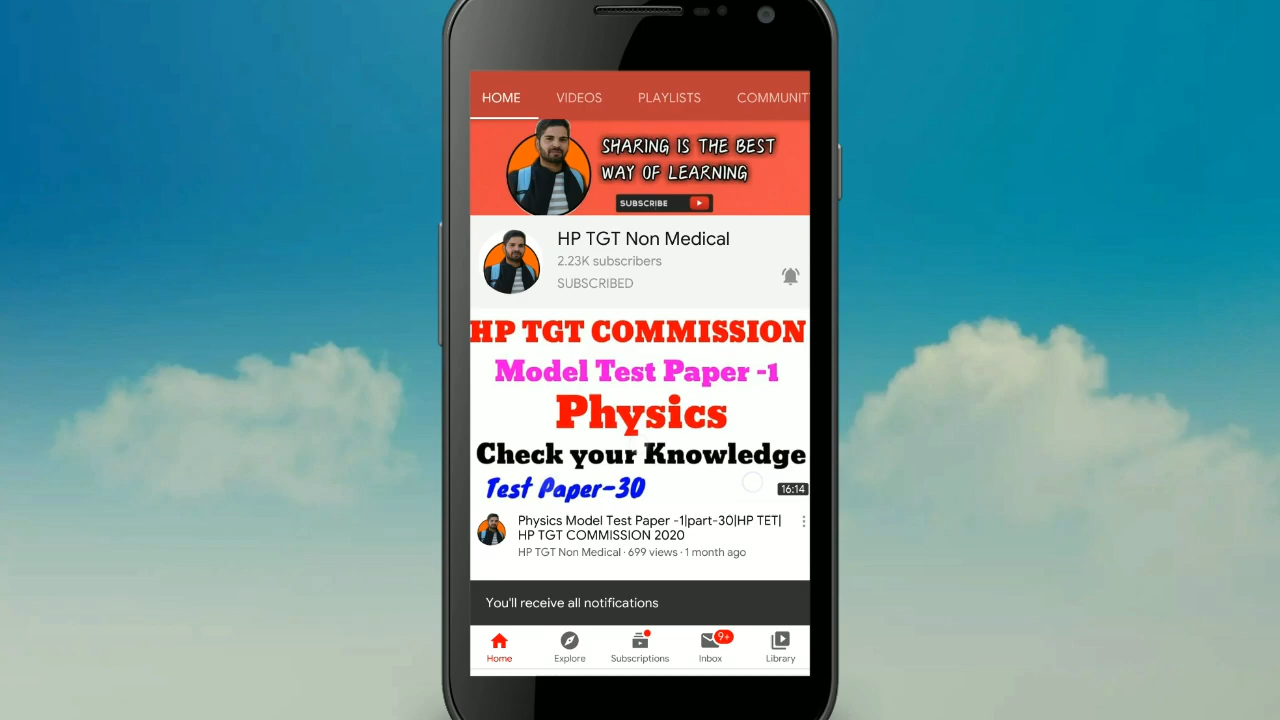 HOME VIDEOS PLAYLISTS COMMUNIT
SHARING IS THE BEST
WAY OF LEARNING
SUBSCRIBE
HP TGT Non Medical
2.23K subscribers
SUBSCRIBED
HP TGT COMMISSION
Model Test Paper -1
Physics
Check your Knowledge
Test Paper-30
16:14
Physics Model Test Paper -1|part-30|HP TET|
HP TGT COMMISSION 2020
HP TGT Non Medical · 699 views · 1 month ago
You'll receive all notifications
9+
Home Explore Subscriptions Inbox Library